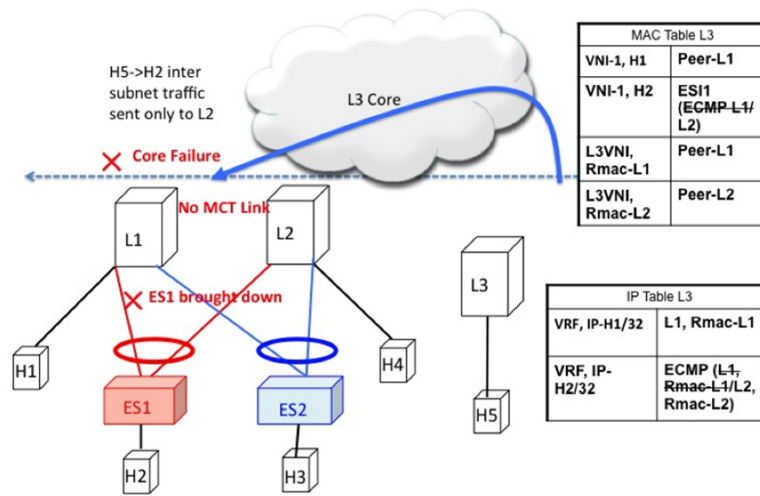 H5->H2 inter
subnet traffic
sent only to L2
L3 Core
Core Failure
No MCT Link
L1
L2
ES1 brought down
L3
H1
H4
ES1
ES2
H5
H2
H3
MAC Table L3
VNI-1, H1 Peer-L1
VNI-1, H2 ESI1
(ECMP L1/
L2)
L3VNI, Peer-L1
Rmac-L1
L3VNI, Peer-L2
Rmac-L2
IP Table L3
VRF, IP-H1/32 L1, Rmac-L1
VRF, IP- ECMP (L1,
H2/32 Rmac-L1/L2,
Rmac-L2)